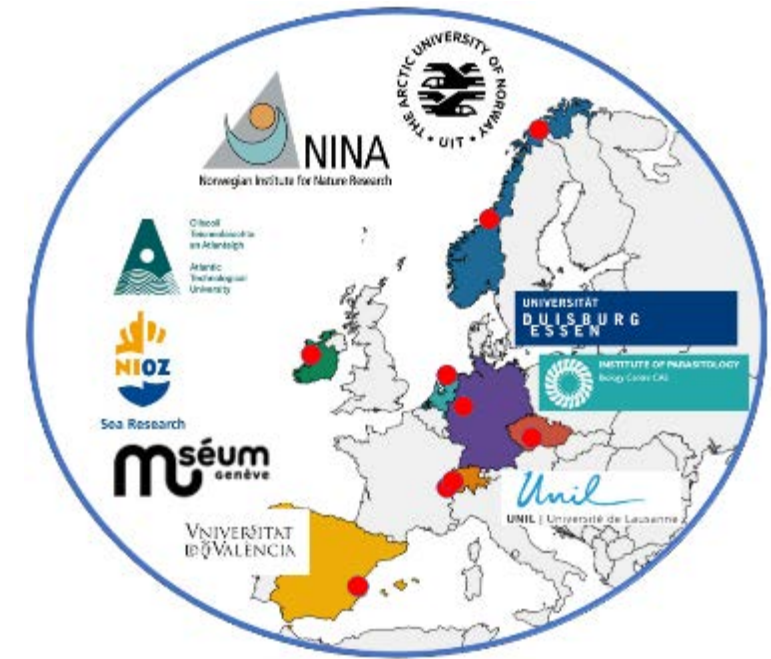 THE ARCTIC UNIVERSITY OF NORWAY
UIT
NINA
Norwegian Institute for Nature Research
Ollscoil
Teicneolaíochta
an Atlantaigh
Atlantic
Technological
University
UNIVERSITÄT
DUISBURG
ESSEN
NIOZ
Sea Research
INSTITUTE OF PARASITOLOGY
Biology Centre CAS
Mséum
genève
Unil
UNIL | Université de Lausanne
VNIVERSITAT
ID VALÈNCIA